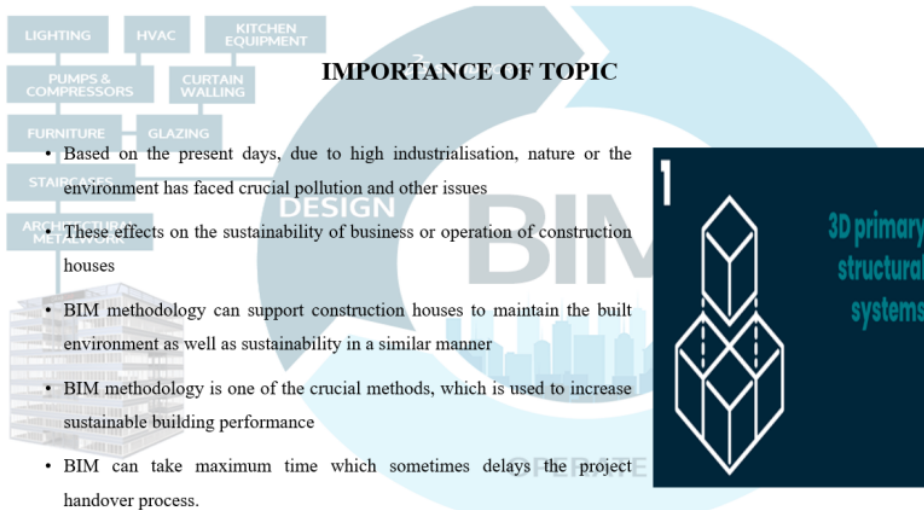 LIGHTING
HVAC
KITCHEN
EQUIPMENT
PUMPS &
COMPRESSORS
CURTAIN
WALLING
FURNITURE
GLAZING
STAIRCASES
ARCHITECTURAL
METALWORK
IMPORTANCE OF TOPIC
• Based on the present days, due to high industrialisation, nature or the
environment has faced crucial pollution and other issues
DESIGN
BIM
• These effects on the sustainability of business or operation of construction
houses
• BIM methodology can support construction houses to maintain the built
environment as well as sustainability in a similar manner
• BIM methodology is one of the crucial methods, which is used to increase
sustainable building performance
OPERATE
• BIM can take maximum time which sometimes delays the project
handover process.
1
3D primary
structural
systems